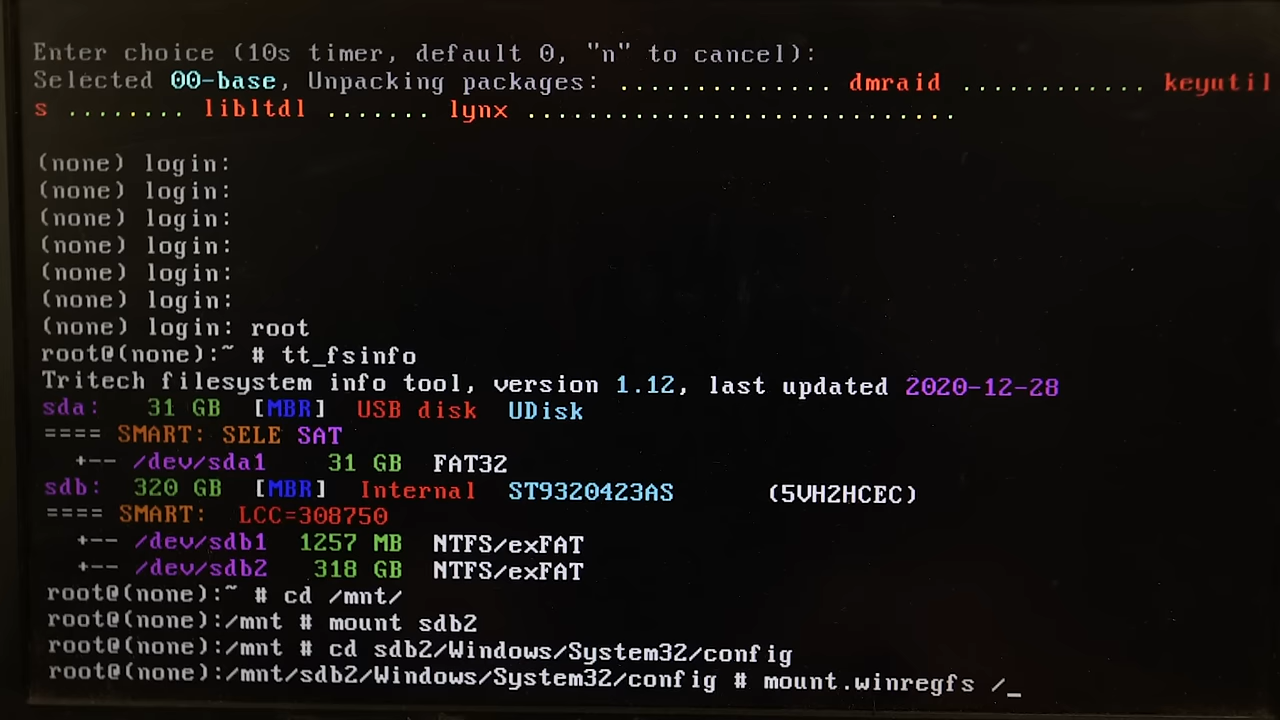 Enter choice (10s timer, default 0, "n" to cancel):
Selected 00-base, Unpacking packages: .............. dmraid ............ keyutil
s ........ libltdl ....... lynx .............................
(none) login:
(none) login:
(none) login:
(none) login:
(none) login:
(none) login:
(none) login: root
root@(none):~ # tt_fsinfo
Tritech filesystem info tool, version 1.12, last updated 2020-12-28
sda: 31 GB [MBR] USB disk UDisk
==== SMART: SELE SAT
+-- /dev/sda1 31 GB FAT32
sdb: 320 GB [MBR] Internal ST9320423AS (5VH2HCEC)
==== SMART: LCC=308750
+-- /dev/sdb1 1257 MB NTFS/exFAT
+-- /dev/sdb2 318 GB NTFS/exFAT
root@(none):~ # cd /mnt/
root@(none):/mnt # mount sdb2
root@(none):/mnt # cd sdb2/Windows/System32/config
root@(none):/mnt/sdb2/Windows/System32/config # mount.winregfs /_